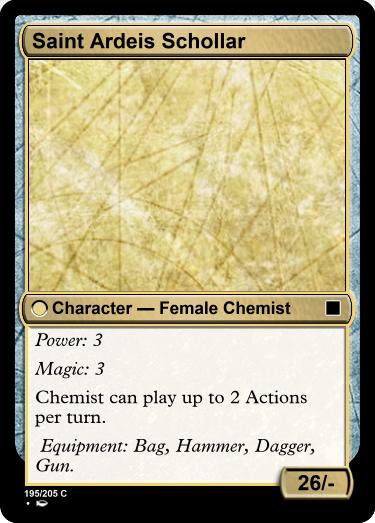 Saint Ardeis Schollar
Character — Female Chemist
Power: 3
Magic: 3
Chemist can play up to 2 Actions
per turn.
Equipment: Bag, Hammer, Dagger,
Gun.
26/-
195/205 C